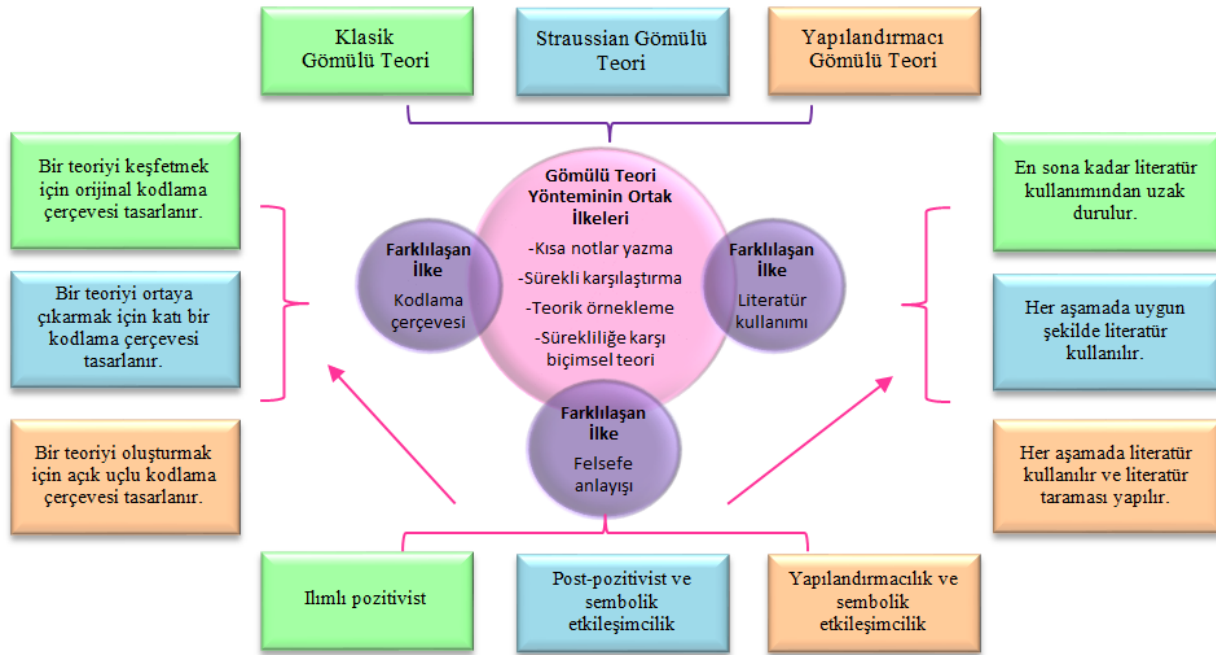 Klasik
Gömülü Teori
Straussian Gömülü
Teori
Yapılandırmacı
Gömülü Teori
Bir teoriyi keşfetmek
için orijinal kodlama
çerçevesi tasarlanır.
Bir teoriyi ortaya
çıkarmak için katı bir
kodlama çerçevesi
tasarlanır.
Bir teoriyi oluşturmak
için açık uçlu kodlama
çerçevesi tasarlanır.
Gömülü Teori
Yönteminin Ortak
İlkeleri
-Kısa notlar yazma
-Sürekli karşılaştırma
-Teorik örnekleme
-Sürekliliğe karşı
biçimsel teori
Farklılaşan
İlke
Kodlama
çerçevesi
Farklılaşan
İlke
Literatür
kullanımı
Farklılaşan
İlke
Felsefe
anlayışı
En sona kadar literatür
kullanımından uzak
durulur.
Her aşamada uygun
şekilde literatür
kullanılır.
Her aşamada literatür
kullanılır ve literatür
taraması yapılır.
Ilımlı pozitivist
Post-pozitivist ve
sembolik
etkileşimcilik
Yapılandırmacılık ve
sembolik
etkileşimcilik